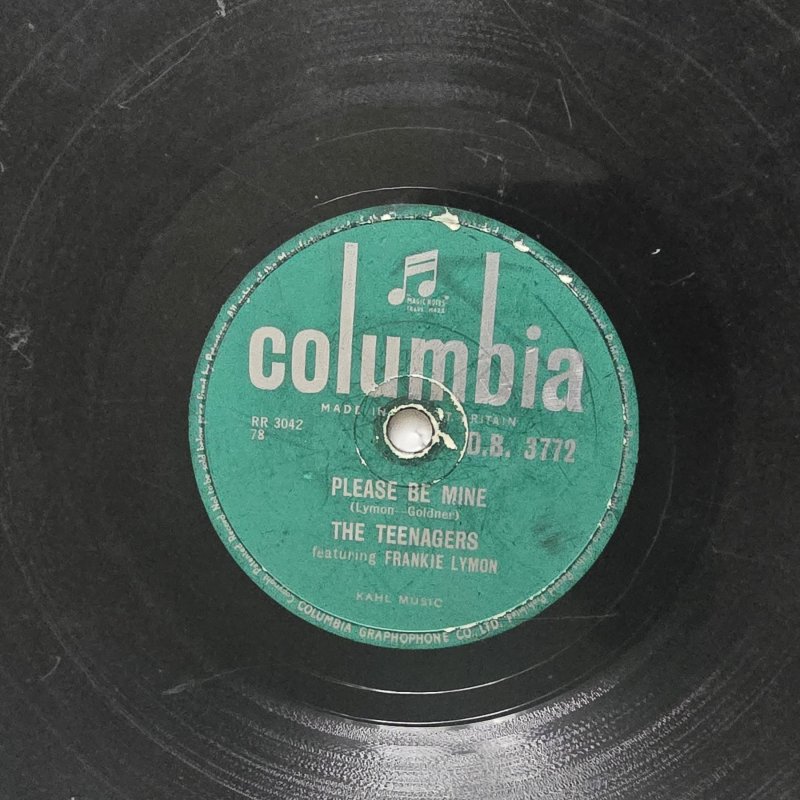 "MAGIC NOTES"
TRADE MARK
columbia
MADE IN BRITAIN
RR 3042
78
D.B. 3772
PLEASE BE MINE
(Lymon—Goldner)
THE TEENAGERS
featuring FRANKIE LYMON
KAHL MUSIC
COLUMBIA GRAPHOPHONE CO. LTD.